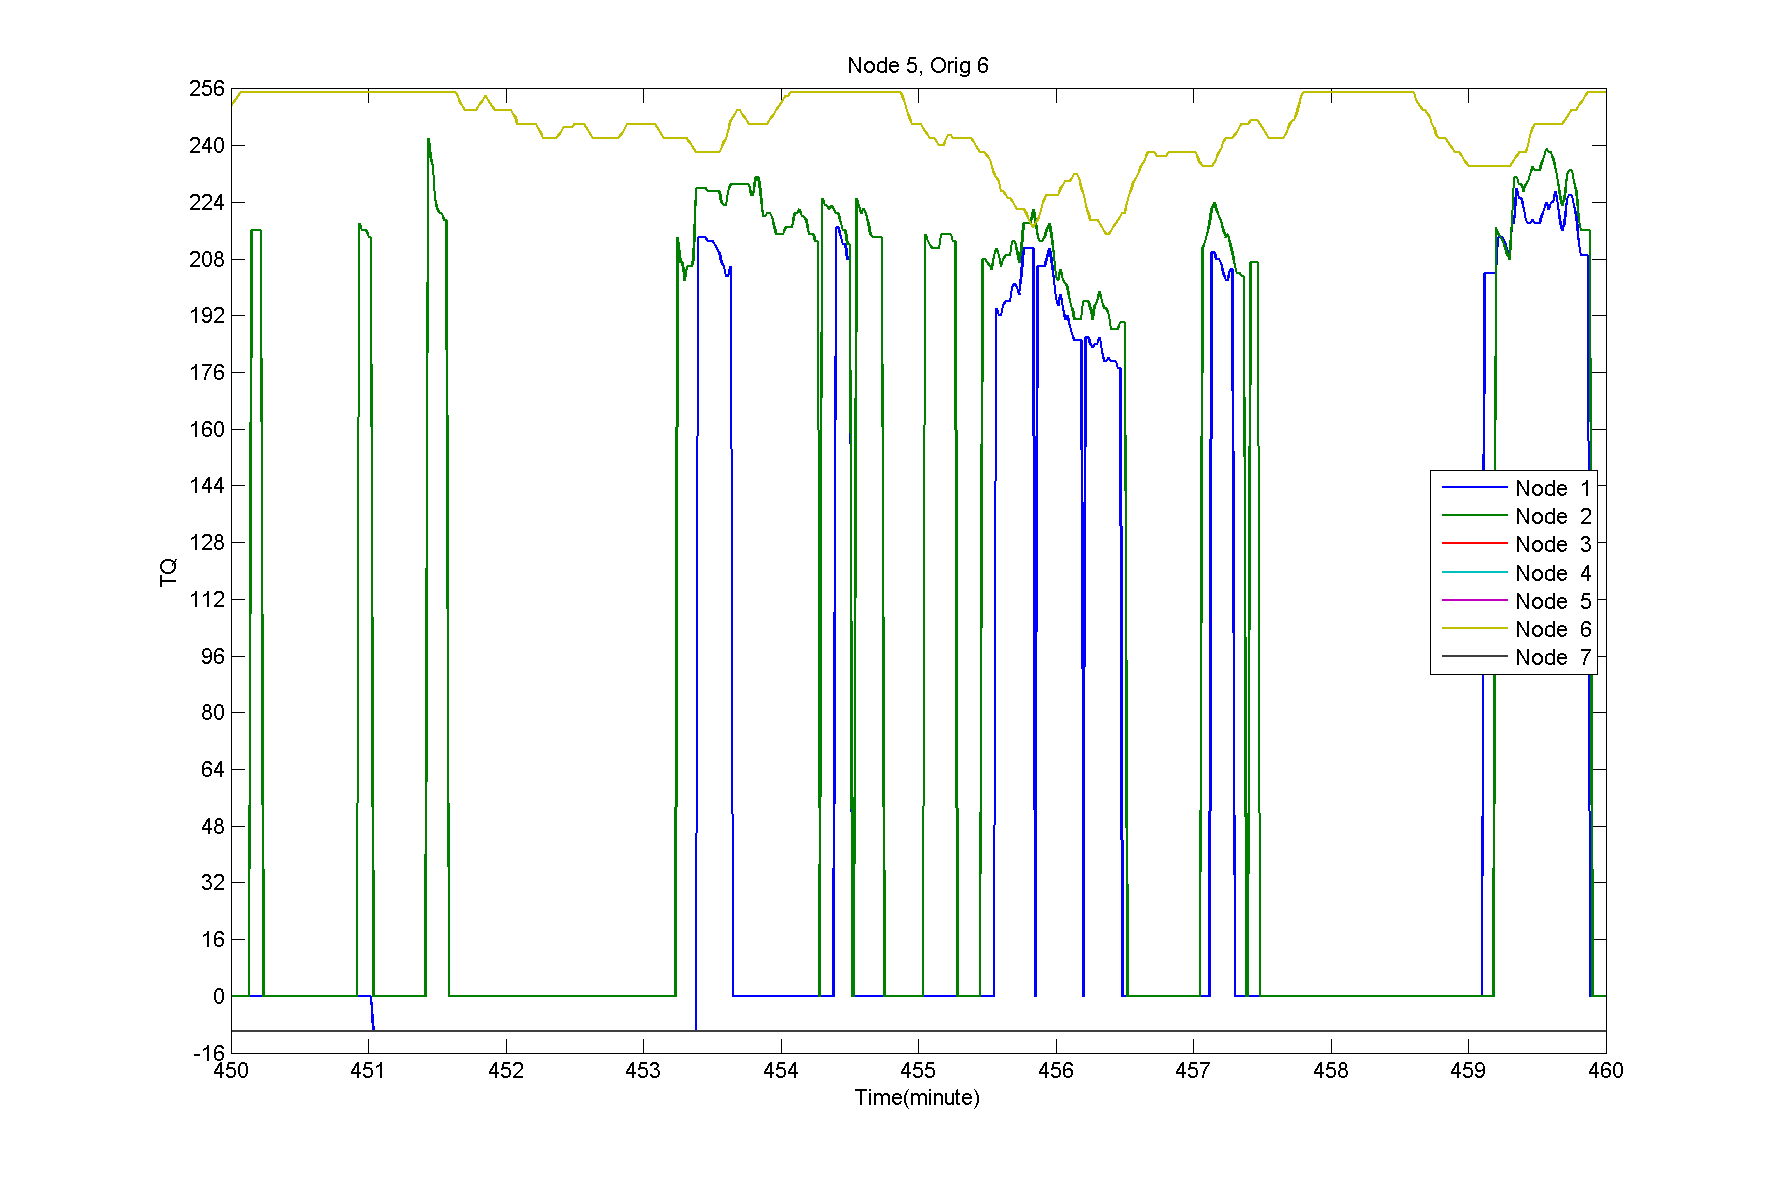 Node 5, Orig 6
256
240
224
208
192
176
160
144
128
112
96
80
64
48
32
16
0
-16
TQ
Node 1
Node 2
Node 3
Node 4
Node 5
Node 6
Node 7
450 451 452 453 454 455 456 457 458 459 460
Time(minute)